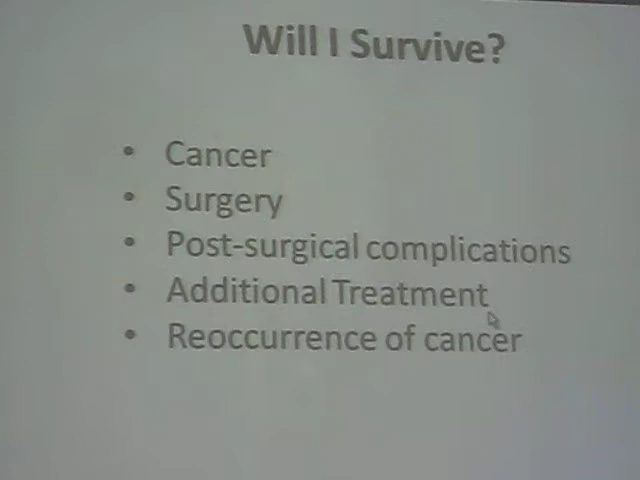 Will I Survive?
• Cancer
• Surgery
• Post-surgical complications
• Additional Treatment
• Reoccurrence of cancer